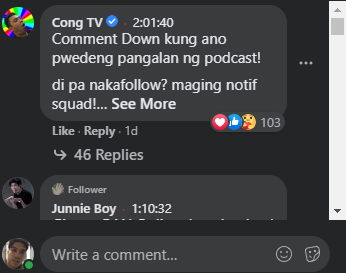 Cong TV · 2:01:40
Comment Down kung ano
pwedeng pangalan ng podcast!
di pa nakafollow? maging notif
squad!... See More
Like · Reply · 1d
103
46 Replies
Follower
Junnie Boy · 1:10:32
Write a comment...